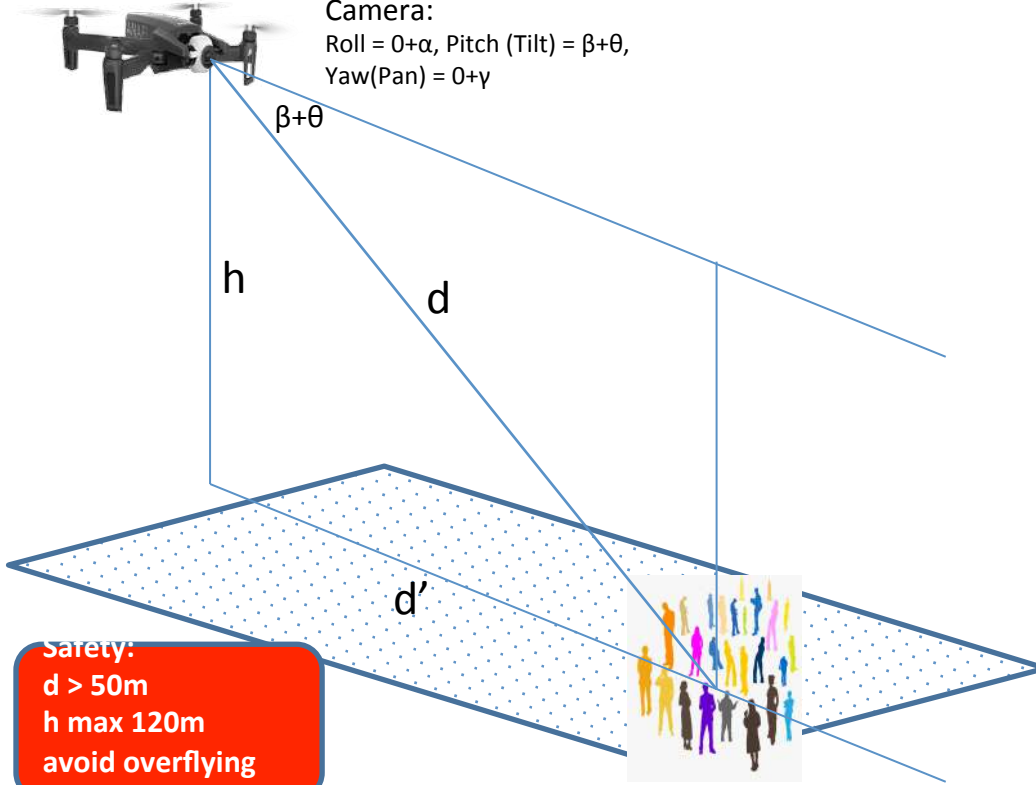 Camera:
Roll = 0+α, Pitch (Tilt) = β+θ,
Yaw(Pan) = 0+γ
β+θ
h
d
d’
Safety:
d > 50m
h max 120m
avoid overflying